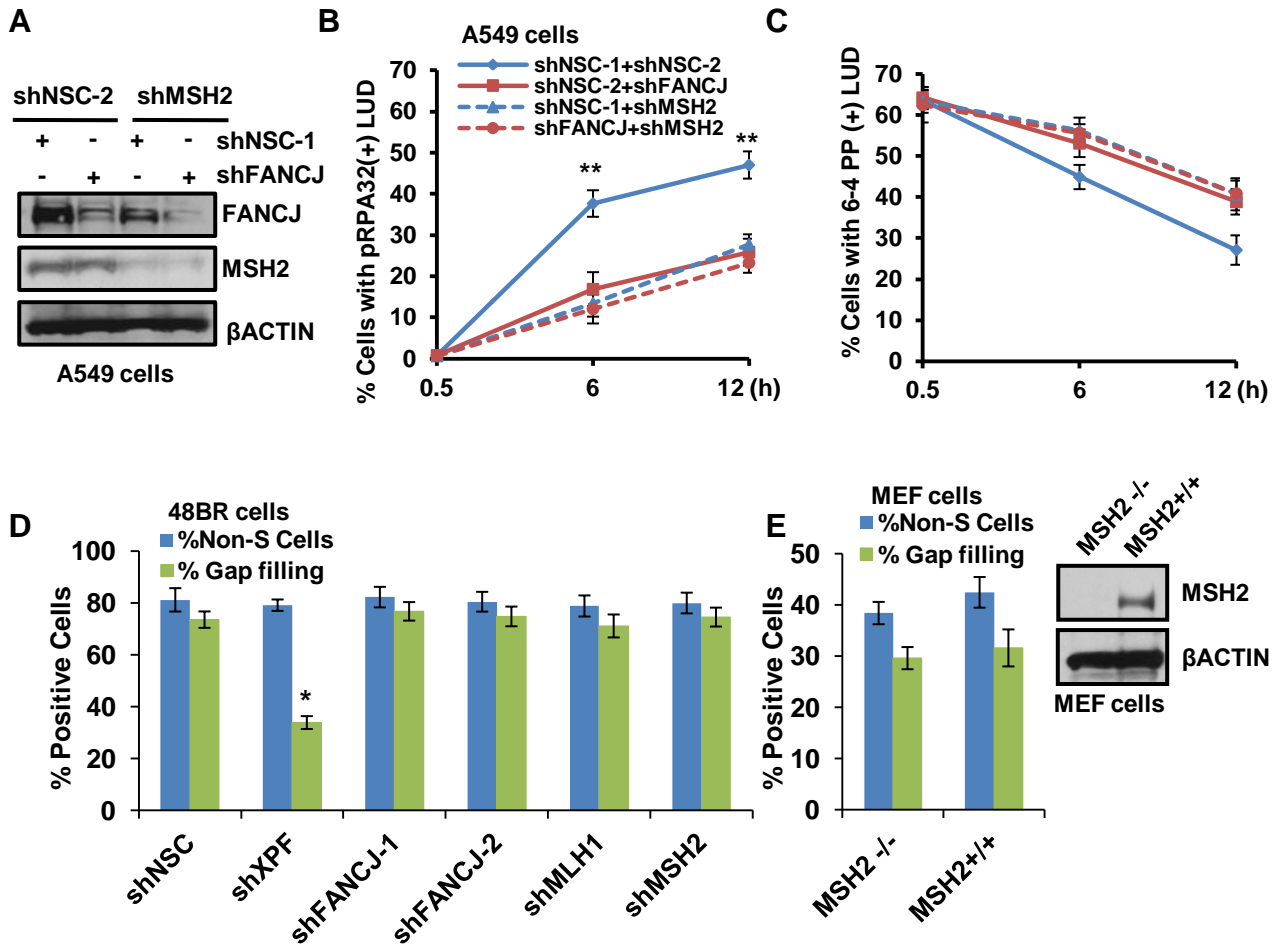 A
shNSC-2 shMSH2
+ - + - shNSC-1
- + - + shFANCJ
FANCJ
MSH2
βACTIN
A549 cells
B
A549 cells
shNSC-1+shNSC-2
shNSC-2+shFANCJ
shNSC-1+shMSH2
shFANCJ+shMSH2
% Cells with pRPA32(+) LUD
70
60
50
40
30
20
10
0
**
**
0.5 6 12 (h)
C
% Cells with 6-4 PP (+) LUD
70
60
50
40
30
20
10
0
0.5 6 12 (h)
D
48BR cells
%Non-S Cells
% Gap filling
% Positive Cells
100
80
60
40
20
0
*
shNSC
shXPF
shFANCJ-1
shFANCJ-2
shMLH1
shMSH2
E
MEF cells
%Non-S Cells
% Gap filling
% Positive Cells
50
40
30
20
10
0
MSH2 -/-
MSH2+/+
MSH2 -/-
MSH2+/+
MSH2
βACTIN
MEF cells